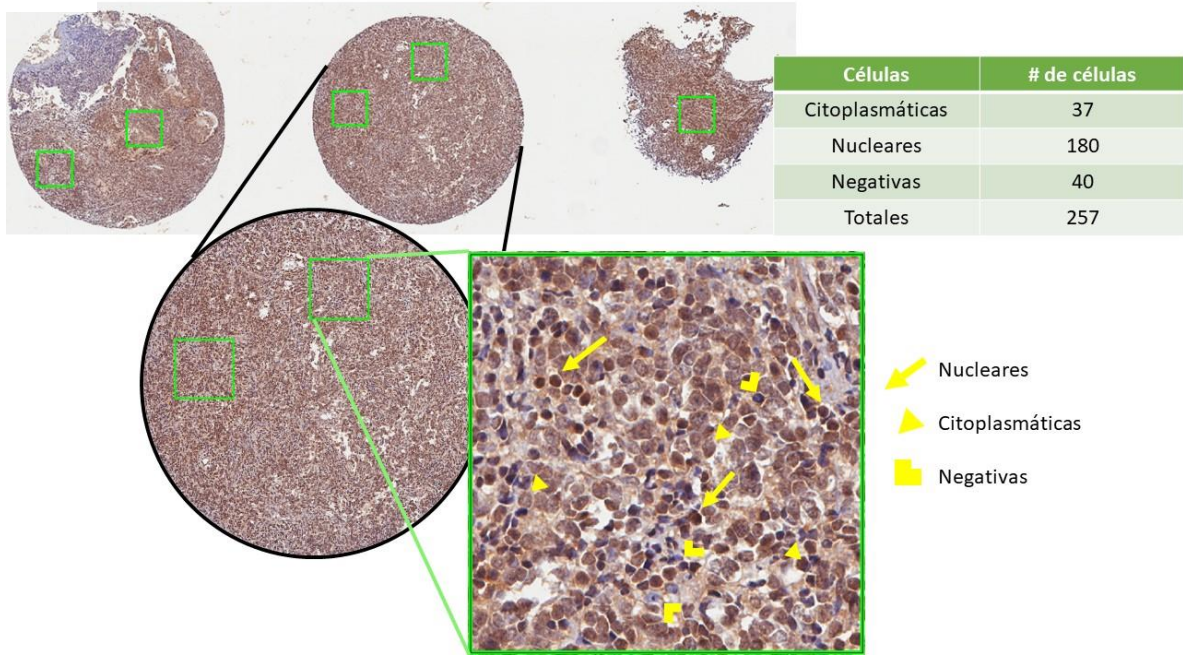 Células # de células
Citoplasmáticas 37
Nucleares 180
Negativas 40
Totales 257
Nucleares
Citoplasmáticas
Negativas